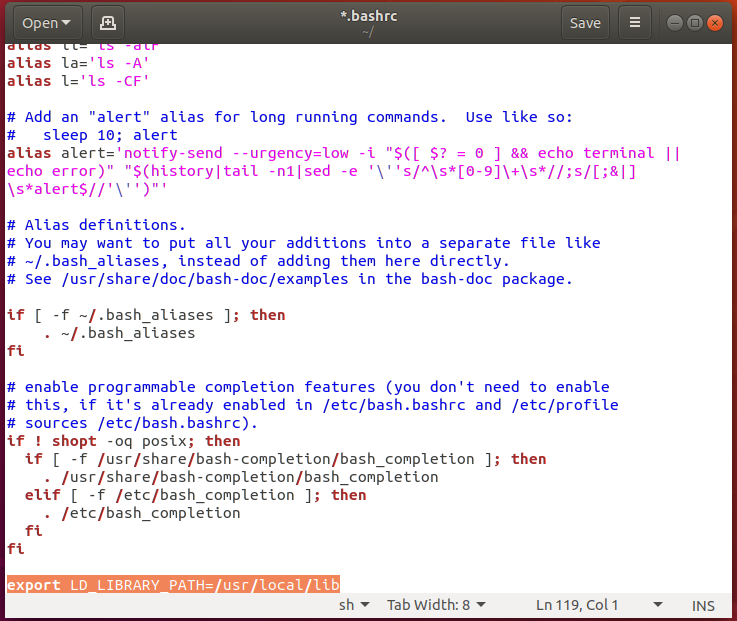 Open
*.bashrc
~/
Save
alias ll='ls -alF'
alias la='ls -A'
alias l='ls -CF'
# Add an "alert" alias for long running commands.  Use like so:
#   sleep 10; alert
alias alert='notify-send --urgency=low -i "$([ $? = 0 ] && echo terminal ||
echo error)" "$(history|tail -n1|sed -e '\''s/^\s*[0-9]\+\s*//;s/[;&|]
\s*alert$//'\'')"'
# Alias definitions.
# You may want to put all your additions into a separate file like
# ~/.bash_aliases, instead of adding them here directly.
# See /usr/share/doc/bash-doc/examples in the bash-doc package.
if [ -f ~/.bash_aliases ]; then
    . ~/.bash_aliases
fi
# enable programmable completion features (you don't need to enable
# this, if it's already enabled in /etc/bash.bashrc and /etc/profile
# sources /etc/bash.bashrc).
if ! shopt -oq posix; then
  if [ -f /usr/share/bash-completion/bash_completion ]; then
    . /usr/share/bash-completion/bash_completion
  elif [ -f /etc/bash_completion ]; then
    . /etc/bash_completion
  fi
fi
export LD_LIBRARY_PATH=/usr/local/lib
sh Tab Width: 8 Ln 119, Col 1 INS